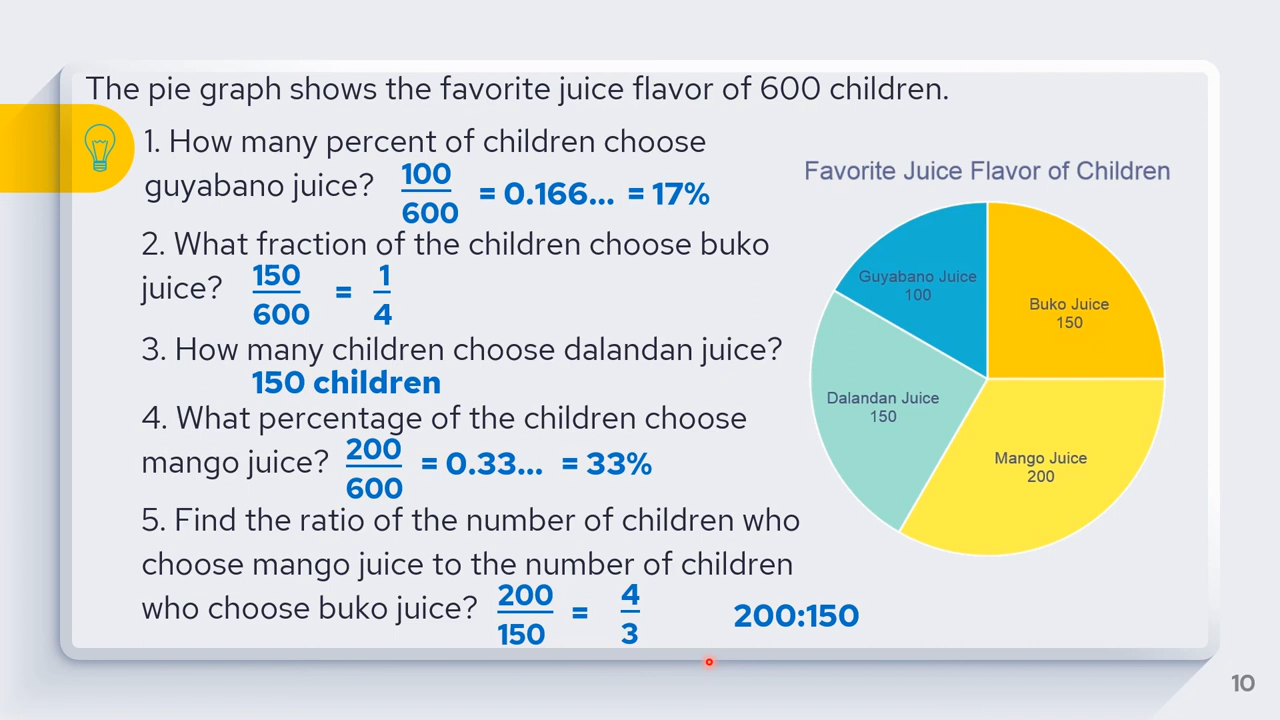 The pie graph shows the favorite juice flavor of 600 children.
1. How many percent of children choose
guyabano juice? 100/600 = 0.166... = 17%
2. What fraction of the children choose buko
juice? 150/600 = 1/4
3. How many children choose dalandan juice?
150 children
4. What percentage of the children choose
mango juice? 200/600 = 0.33... = 33%
5. Find the ratio of the number of children who
choose mango juice to the number of children
who choose buko juice? 200/150 = 4/3 200:150
Favorite Juice Flavor of Children
Guyabano Juice
100
Buko Juice
150
Dalandan Juice
150
Mango Juice
200
10